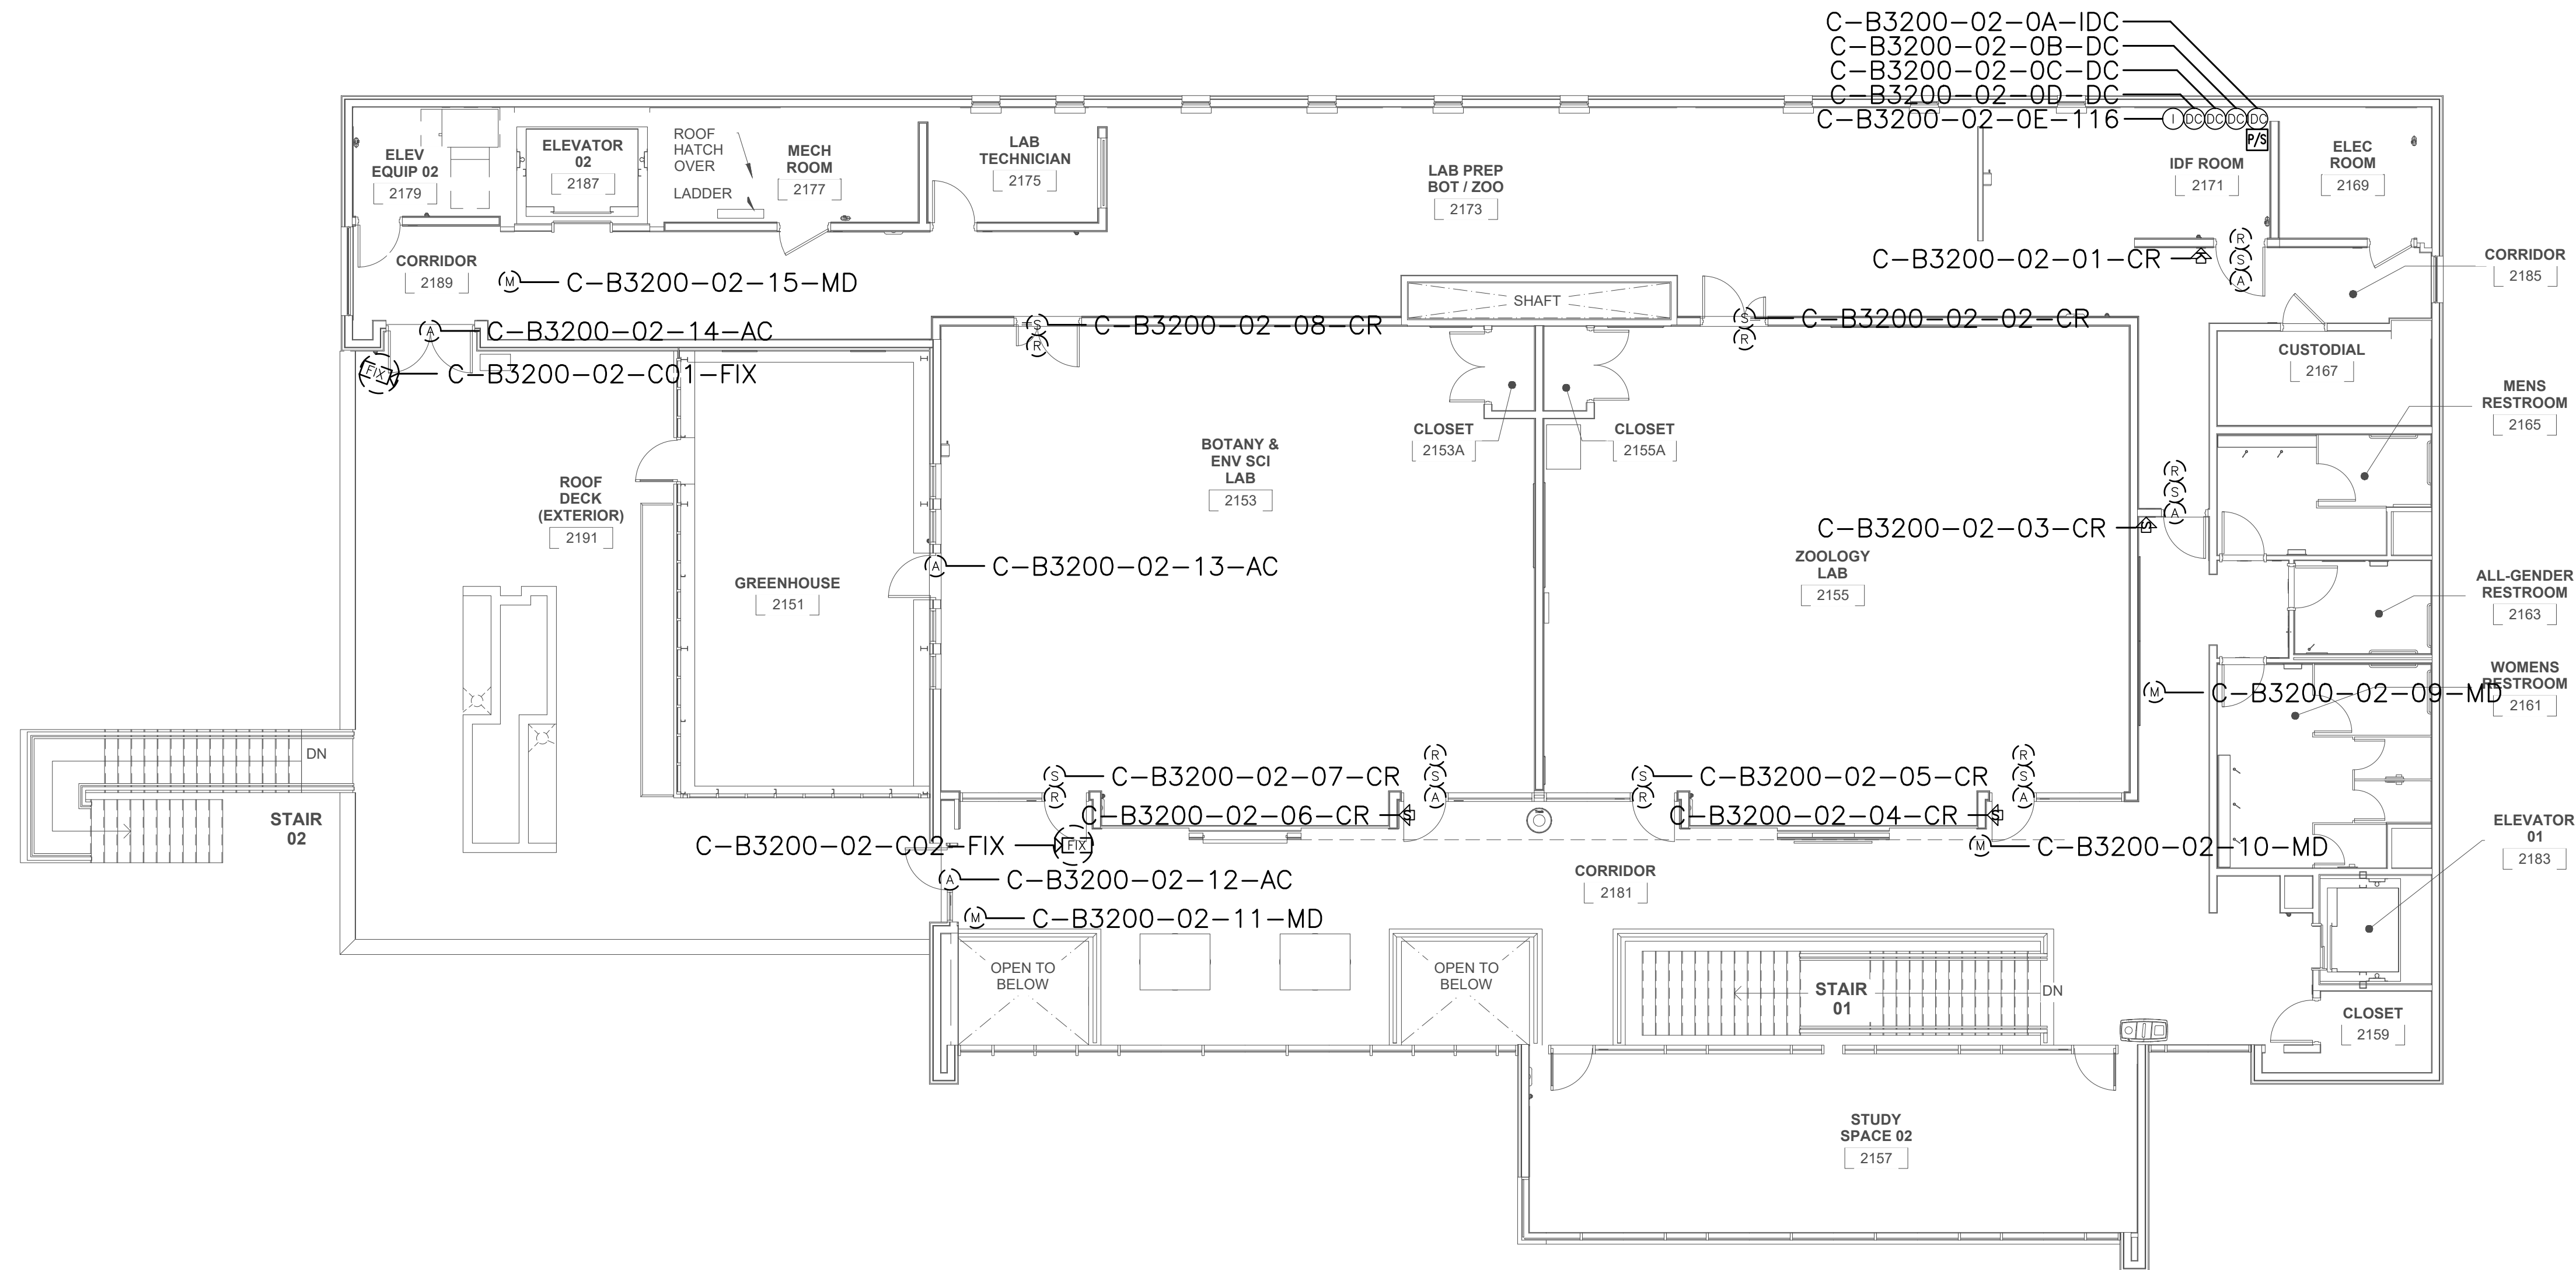 C-B3200-02-0A-IDC
C-B3200-02-0B-DC
C-B3200-02-0C-DC
C-B3200-02-0D-DC
C-B3200-02-0E-116
I
DC
DC
DC
DC
P/S
ELEV
EQUIP 02
2179
ELEVATOR
02
2187
ROOF
HATCH
OVER
LADDER
MECH
ROOM
2177
LAB
TECHNICIAN
2175
LAB PREP
BOT / ZOO
2173
IDF ROOM
2171
ELEC
ROOM
2169
CORRIDOR
2189
M
C-B3200-02-15-MD
C-B3200-02-01-CR
R
S
A
CORRIDOR
2185
SHAFT
A
C-B3200-02-14-AC
S
R
C-B3200-02-08-CR
S
R
C-B3200-02-02-CR
FIX
C-B3200-02-C01-FIX
CUSTODIAL
2167
MENS
RESTROOM
2165
CLOSET
2153A
CLOSET
2155A
BOTANY &
ENV SCI
LAB
2153
ROOF
DECK
(EXTERIOR)
2191
R
S
A
C-B3200-02-03-CR
S
A
C-B3200-02-13-AC
GREENHOUSE
2151
ZOOLOGY
LAB
2155
ALL-GENDER
RESTROOM
2163
WOMENS
RESTROOM
2161
M
C-B3200-02-09-MD
DN
STAIR
02
S
R
C-B3200-02-07-CR
C-B3200-02-06-CR
S
R
S
A
S
R
C-B3200-02-05-CR
C-B3200-02-04-CR
S
R
S
A
C-B3200-02-C02-FIX
FIX
M
C-B3200-02-10-MD
ELEVATOR
01
2183
A
C-B3200-02-12-AC
CORRIDOR
2181
M
C-B3200-02-11-MD
OPEN TO
BELOW
OPEN TO
BELOW
STAIR
01
DN
CLOSET
2159
STUDY
SPACE 02
2157